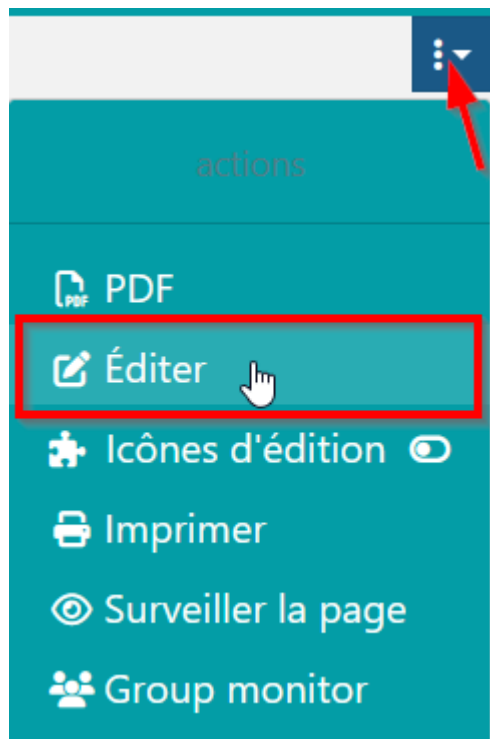 actions
PDF
Éditer
Icônes d'édition
Imprimer
Surveiller la page
Group monitor